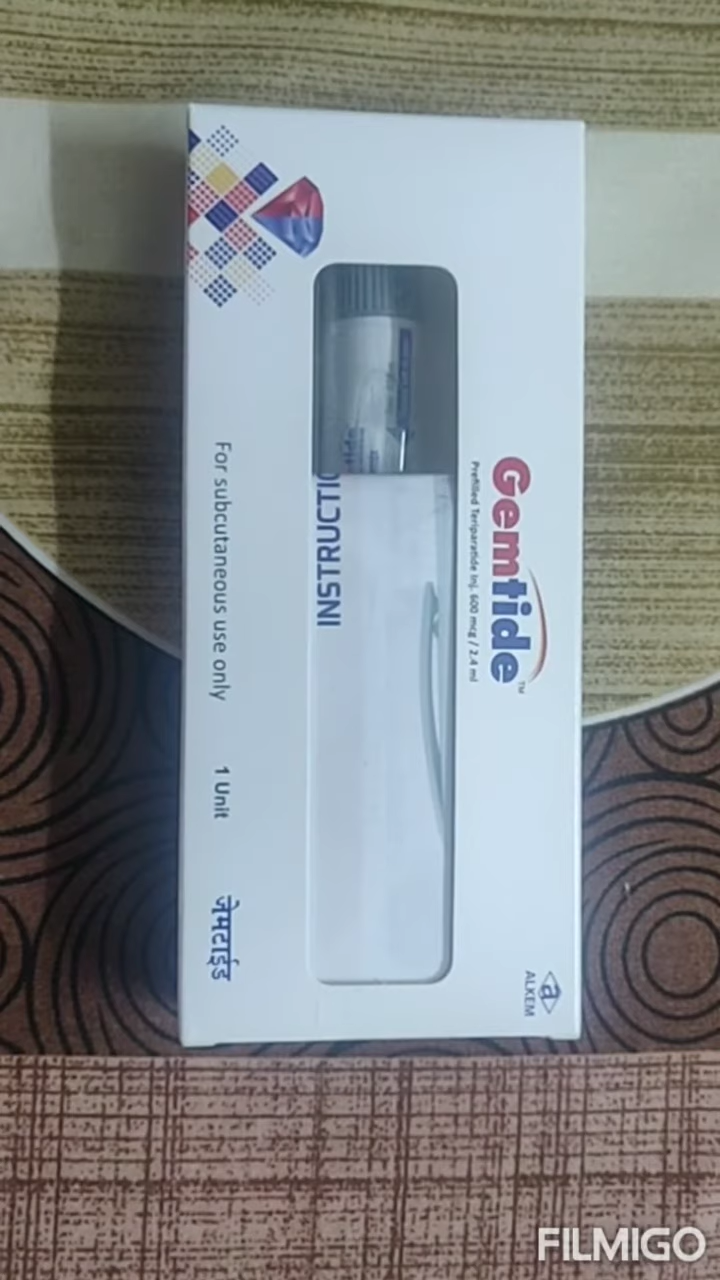 Gemtide™
Prefilled Teriparatide Inj. 600 mcg / 2.4 ml
INSTRUCTIO
For subcutaneous use only
1 Unit
जेमटाईड
a
ALKEM
FILMIGO